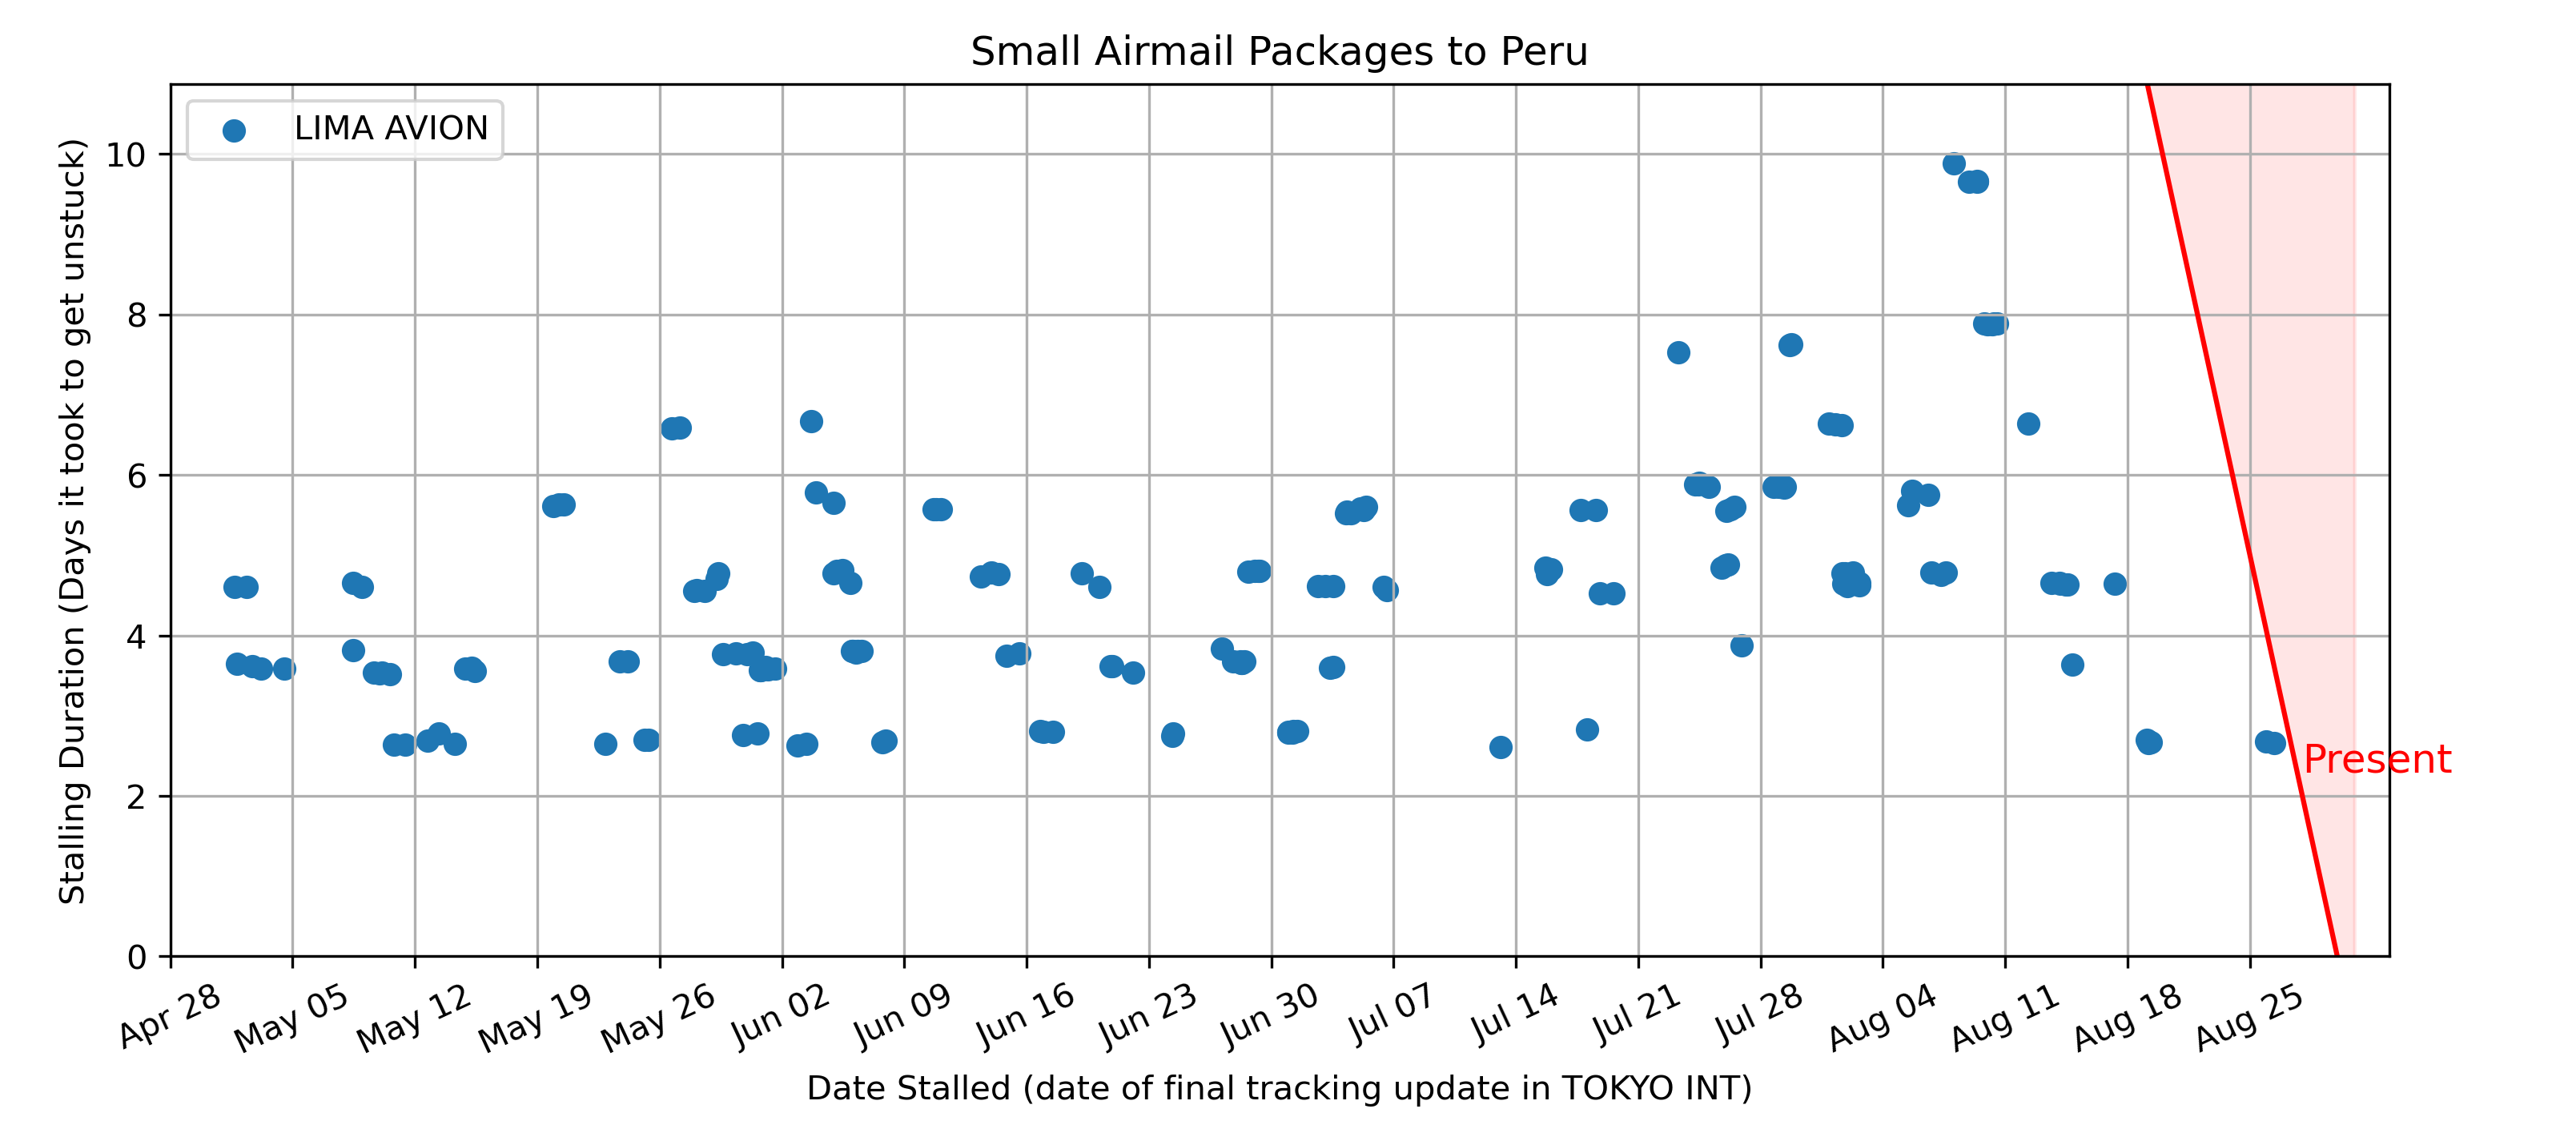 Small Airmail Packages to Peru
LIMA AVION
Stalling Duration (Days it took to get unstuck)
10
8
6
4
2
0
Present
Apr 28
May 05
May 12
May 19
May 26
Jun 02
Jun 09
Jun 16
Jun 23
Jun 30
Jul 07
Jul 14
Jul 21
Jul 28
Aug 04
Aug 11
Aug 18
Aug 25
Date Stalled (date of final tracking update in TOKYO INT)